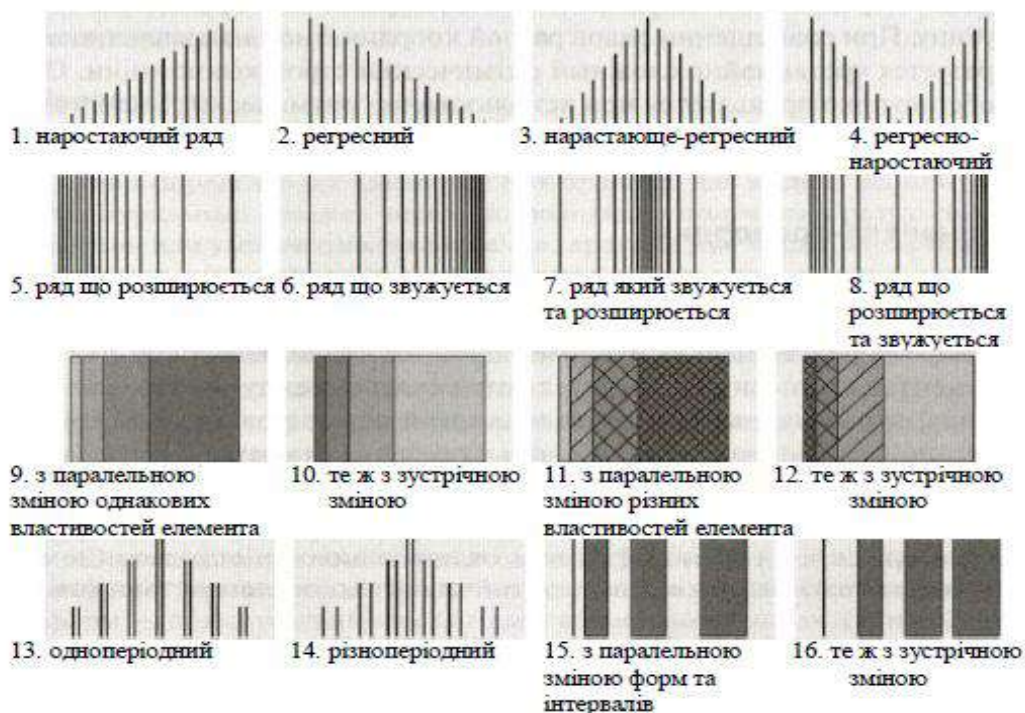 1. наростаючий ряд
2. регресний
3. нарастающе-регресний
4. регресно-
наростаючий
5. ряд що розширюється
6. ряд що звужується
7. ряд який звужується
та розширюється
8. ряд що
розширюється
та звужується
9. з паралельною
зміною однакових
властивостей елемента
10. те ж з зустрічною
зміною
11. з паралельною
зміною різних
властивостей елемента
12. те ж з зустрічною
зміною
13. одноперіодний
14. різноперіодний
15. з паралельною
зміною форм та
інтервалів
16. те ж з зустрічною
зміною